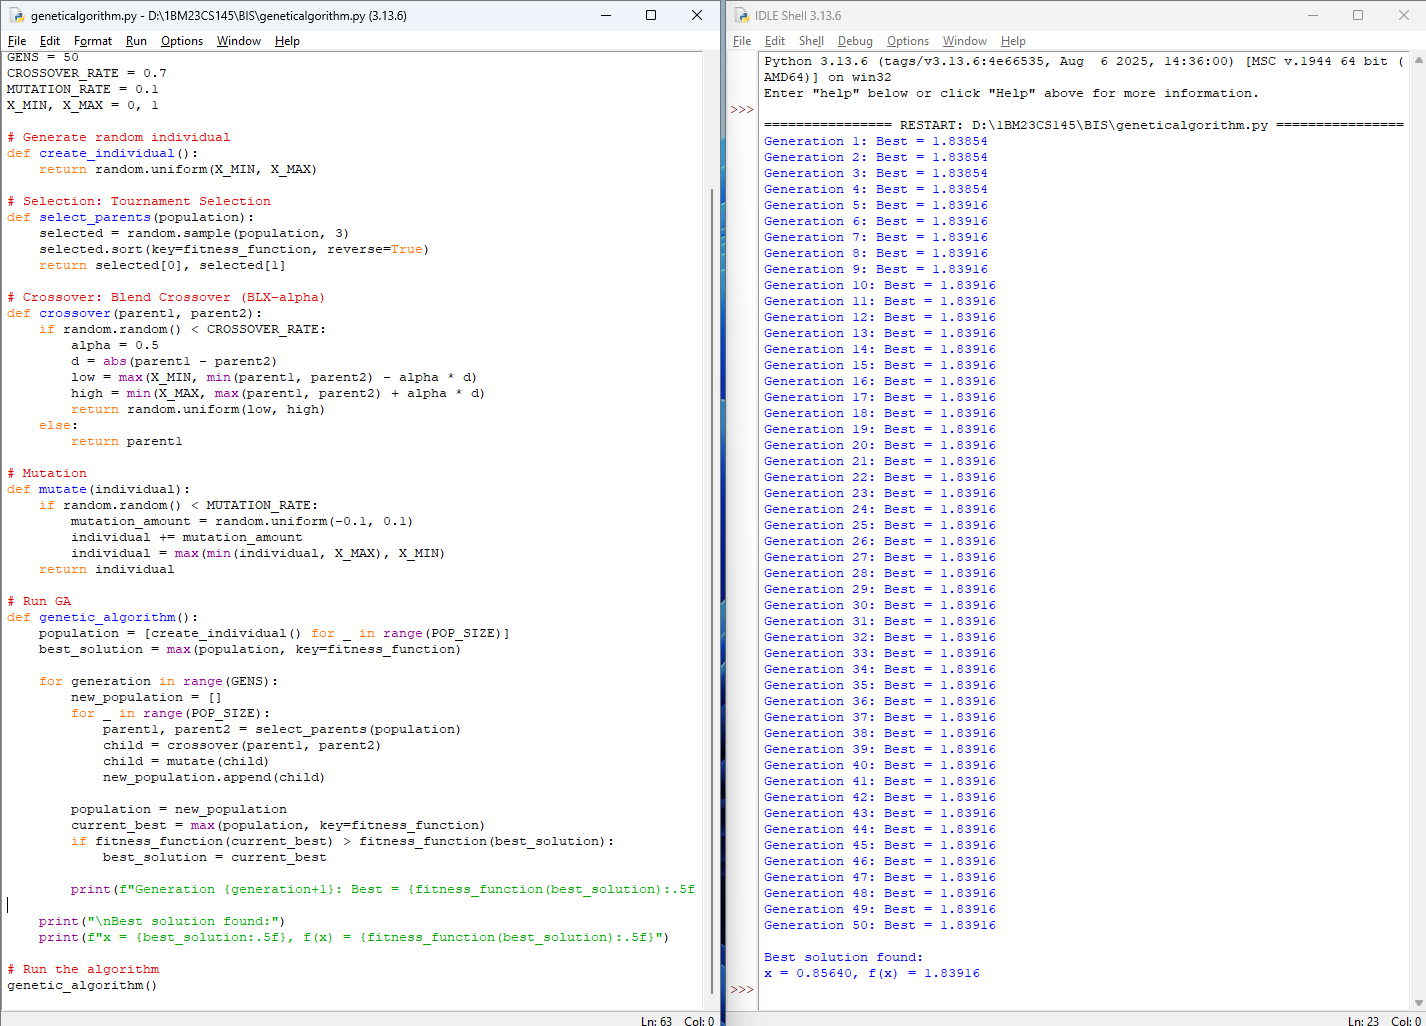 geneticalgorithm.py - D:\1BM23CS145\BIS\geneticalgorithm.py (3.13.6)
File Edit Format Run Options Window Help
GENS = 50
CROSSOVER_RATE = 0.7
MUTATION_RATE = 0.1
X_MIN, X_MAX = 0, 1

# Generate random individual
def create_individual():
    return random.uniform(X_MIN, X_MAX)

# Selection: Tournament Selection
def select_parents(population):
    selected = random.sample(population, 3)
    selected.sort(key=fitness_function, reverse=True)
    return selected[0], selected[1]

# Crossover: Blend Crossover (BLX-alpha)
def crossover(parent1, parent2):
    if random.random() < CROSSOVER_RATE:
        alpha = 0.5
        d = abs(parent1 - parent2)
        low = max(X_MIN, min(parent1, parent2) - alpha * d)
        high = min(X_MAX, max(parent1, parent2) + alpha * d)
        return random.uniform(low, high)
    else:
        return parent1

# Mutation
def mutate(individual):
    if random.random() < MUTATION_RATE:
        mutation_amount = random.uniform(-0.1, 0.1)
        individual += mutation_amount
        individual = max(min(individual, X_MAX), X_MIN)
    return individual

# Run GA
def genetic_algorithm():
    population = [create_individual() for _ in range(POP_SIZE)]
    best_solution = max(population, key=fitness_function)

    for generation in range(GENS):
        new_population = []
        for _ in range(POP_SIZE):
            parent1, parent2 = select_parents(population)
            child = crossover(parent1, parent2)
            child = mutate(child)
            new_population.append(child)

        population = new_population
        current_best = max(population, key=fitness_function)
        if fitness_function(current_best) > fitness_function(best_solution):
            best_solution = current_best

        print(f"Generation {generation+1}: Best = {fitness_function(best_solution):.5f

    print("\nBest solution found:")
    print(f"x = {best_solution:.5f}, f(x) = {fitness_function(best_solution):.5f}")

# Run the algorithm
genetic_algorithm()
Ln: 63 Col: 0
IDLE Shell 3.13.6
File Edit Shell Debug Options Window Help
Python 3.13.6 (tags/v3.13.6:4e66535, Aug  6 2025, 14:36:00) [MSC v.1944 64 bit (
AMD64)] on win32
Enter "help" below or click "Help" above for more information.
>>>
================ RESTART: D:\1BM23CS145\BIS\geneticalgorithm.py ================
Generation 1: Best = 1.83854
Generation 2: Best = 1.83854
Generation 3: Best = 1.83854
Generation 4: Best = 1.83854
Generation 5: Best = 1.83916
Generation 6: Best = 1.83916
Generation 7: Best = 1.83916
Generation 8: Best = 1.83916
Generation 9: Best = 1.83916
Generation 10: Best = 1.83916
Generation 11: Best = 1.83916
Generation 12: Best = 1.83916
Generation 13: Best = 1.83916
Generation 14: Best = 1.83916
Generation 15: Best = 1.83916
Generation 16: Best = 1.83916
Generation 17: Best = 1.83916
Generation 18: Best = 1.83916
Generation 19: Best = 1.83916
Generation 20: Best = 1.83916
Generation 21: Best = 1.83916
Generation 22: Best = 1.83916
Generation 23: Best = 1.83916
Generation 24: Best = 1.83916
Generation 25: Best = 1.83916
Generation 26: Best = 1.83916
Generation 27: Best = 1.83916
Generation 28: Best = 1.83916
Generation 29: Best = 1.83916
Generation 30: Best = 1.83916
Generation 31: Best = 1.83916
Generation 32: Best = 1.83916
Generation 33: Best = 1.83916
Generation 34: Best = 1.83916
Generation 35: Best = 1.83916
Generation 36: Best = 1.83916
Generation 37: Best = 1.83916
Generation 38: Best = 1.83916
Generation 39: Best = 1.83916
Generation 40: Best = 1.83916
Generation 41: Best = 1.83916
Generation 42: Best = 1.83916
Generation 43: Best = 1.83916
Generation 44: Best = 1.83916
Generation 45: Best = 1.83916
Generation 46: Best = 1.83916
Generation 47: Best = 1.83916
Generation 48: Best = 1.83916
Generation 49: Best = 1.83916
Generation 50: Best = 1.83916

Best solution found:
x = 0.85640, f(x) = 1.83916
>>>
Ln: 23 Col: 0